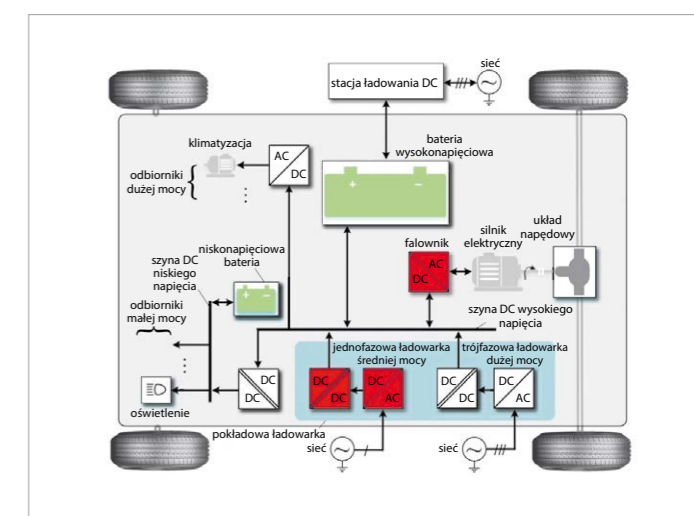 sieć
stacja ładowania DC
klimatyzacja
AC
DC
bateria
wysokonapięciowa
odbiorniki
dużej mocy
+ −
układ
napędowy
silnik
elektryczny
falownik
AC
DC
niskonapięciowa
bateria
szyna DC
niskiego
napięcia
+ −
odbiorniki
małej mocy
szyna DC wysokiego
napięcia
jednofazowa ładowarka
średniej mocy
trójfazowa ładowarka
dużej mocy
DC
DC
DC
DC
DC
AC
DC
DC
DC
AC
oświetlenie
pokładowa ładowarka
sieć
sieć